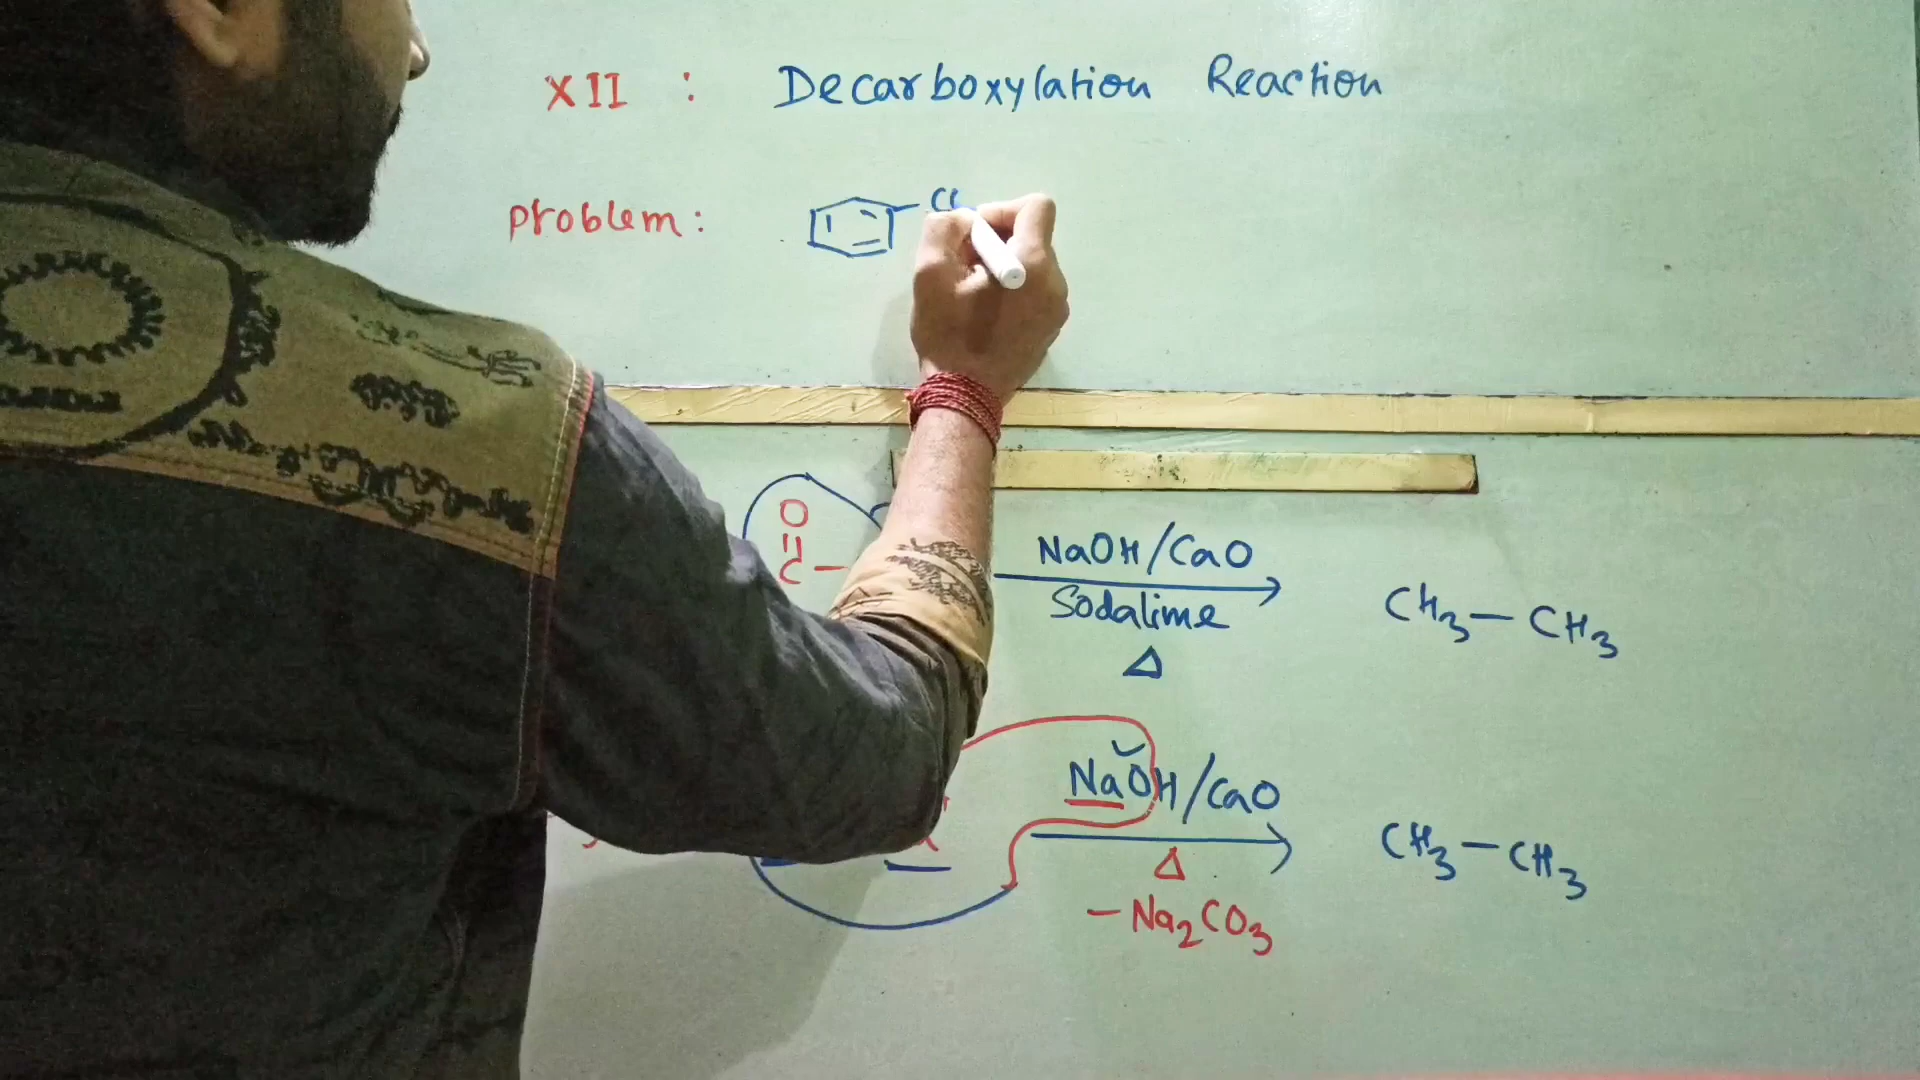 XII : Decarboxylation Reaction
Problem:
O
C –
NaOH/CaO
Sodalime
Δ
CH3 – CH3
NaOH/CaO
Δ
– Na2CO3
CH3 – CH3